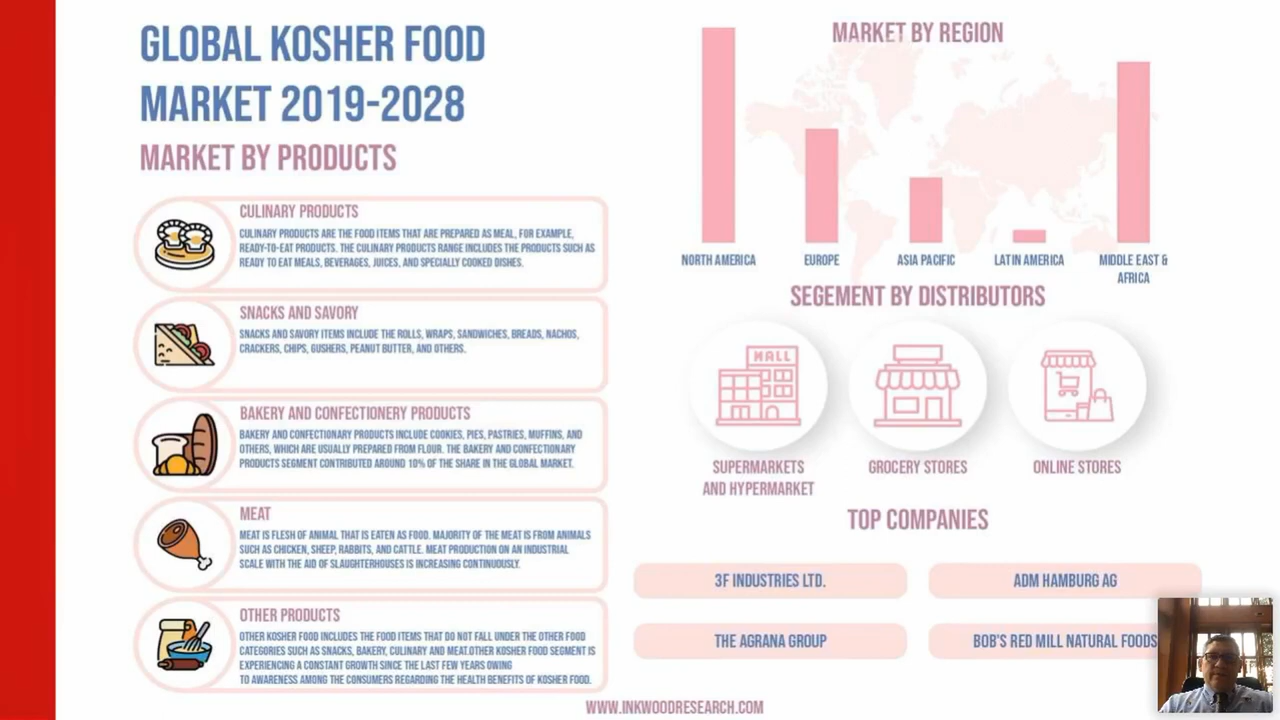 GLOBAL KOSHER FOOD
MARKET 2019-2028
MARKET BY PRODUCTS
CULINARY PRODUCTS
CULINARY PRODUCTS ARE THE FOOD ITEMS THAT ARE PREPARED AS MEAL, FOR EXAMPLE,
READY-TO-EAT PRODUCTS. THE CULINARY PRODUCTS RANGE INCLUDES THE PRODUCTS SUCH AS
READY TO EAT MEALS, BEVERAGES, JUICES, AND SPECIALLY COOKED DISHES.
SNACKS AND SAVORY
SNACKS AND SAVORY ITEMS INCLUDE THE ROLLS, WRAPS, SANDWICHES, BREADS, NACHOS,
CRACKERS, CHIPS, GUSHERS, PEANUT BUTTER, AND OTHERS.
BAKERY AND CONFECTIONERY PRODUCTS
BAKERY AND CONFECTIONARY PRODUCTS INCLUDE COOKIES, PIES, PASTRIES, MUFFINS, AND
OTHERS, WHICH ARE USUALLY PREPARED FROM FLOUR. THE BAKERY AND CONFECTIONARY
PRODUCTS SEGMENT CONTRIBUTED AROUND 10% OF THE SHARE IN THE GLOBAL MARKET.
MEAT
MEAT IS FLESH OF ANIMAL THAT IS EATEN AS FOOD. MAJORITY OF THE MEAT IS FROM ANIMALS
SUCH AS CHICKEN, SHEEP, RABBITS, AND CATTLE. MEAT PRODUCTION ON AN INDUSTRIAL
SCALE WITH THE AID OF SLAUGHTERHOUSES IS INCREASING CONTINUOUSLY.
OTHER PRODUCTS
OTHER KOSHER FOOD INCLUDES THE FOOD ITEMS THAT DO NOT FALL UNDER THE OTHER FOOD
CATEGORIES SUCH AS SNACKS, BAKERY, CULINARY AND MEAT.OTHER KOSHER FOOD SEGMENT IS
EXPERIENCING A CONSTANT GROWTH SINCE THE LAST FEW YEARS OWING
TO AWARENESS AMONG THE CONSUMERS REGARDING THE HEALTH BENEFITS OF KOSHER FOOD.
MARKET BY REGION
NORTH AMERICA
EUROPE
ASIA PACIFIC
LATIN AMERICA
MIDDLE EAST &
AFRICA
SEGEMENT BY DISTRIBUTORS
MALL
SUPERMARKETS
AND HYPERMARKET
GROCERY STORES
ONLINE STORES
TOP COMPANIES
3F INDUSTRIES LTD.
ADM HAMBURG AG
THE AGRANA GROUP
BOB'S RED MILL NATURAL FOODS
WWW.INKWOODRESEARCH.COM